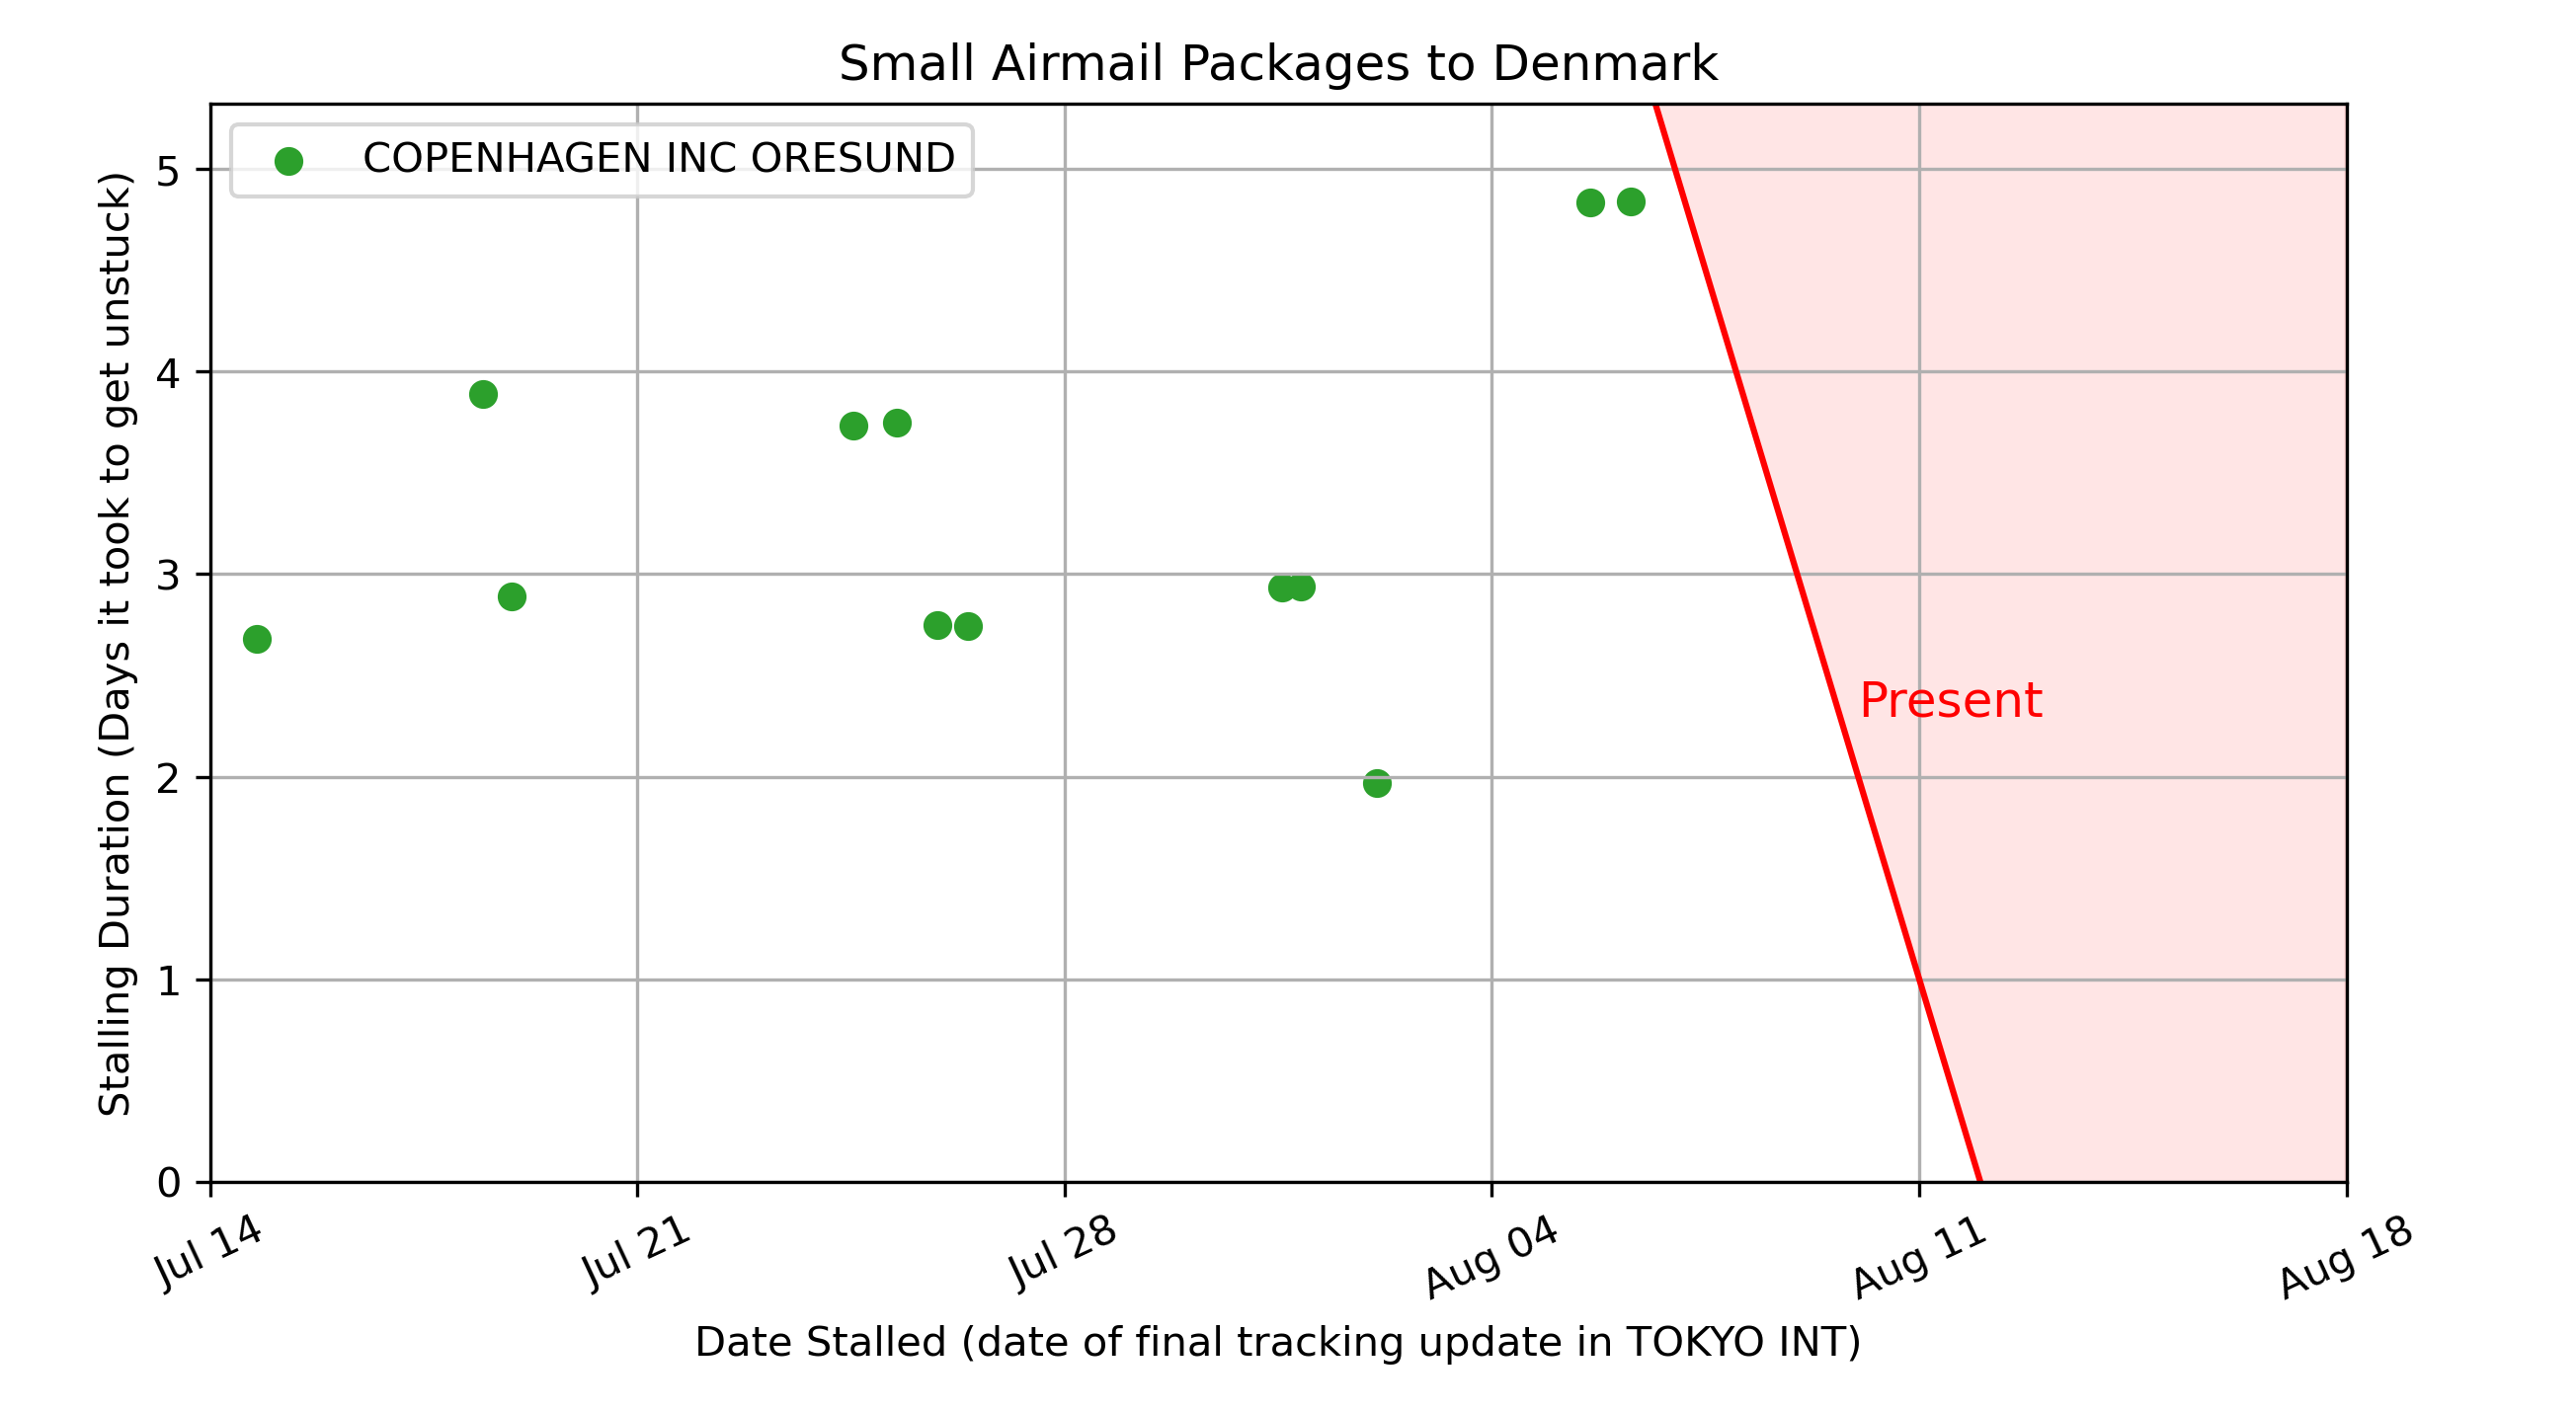 Small Airmail Packages to Denmark
COPENHAGEN INC ORESUND
Stalling Duration (Days it took to get unstuck)
5
4
3
2
1
0
Present
Jul 14
Jul 21
Jul 28
Aug 04
Aug 11
Aug 18
Date Stalled (date of final tracking update in TOKYO INT)